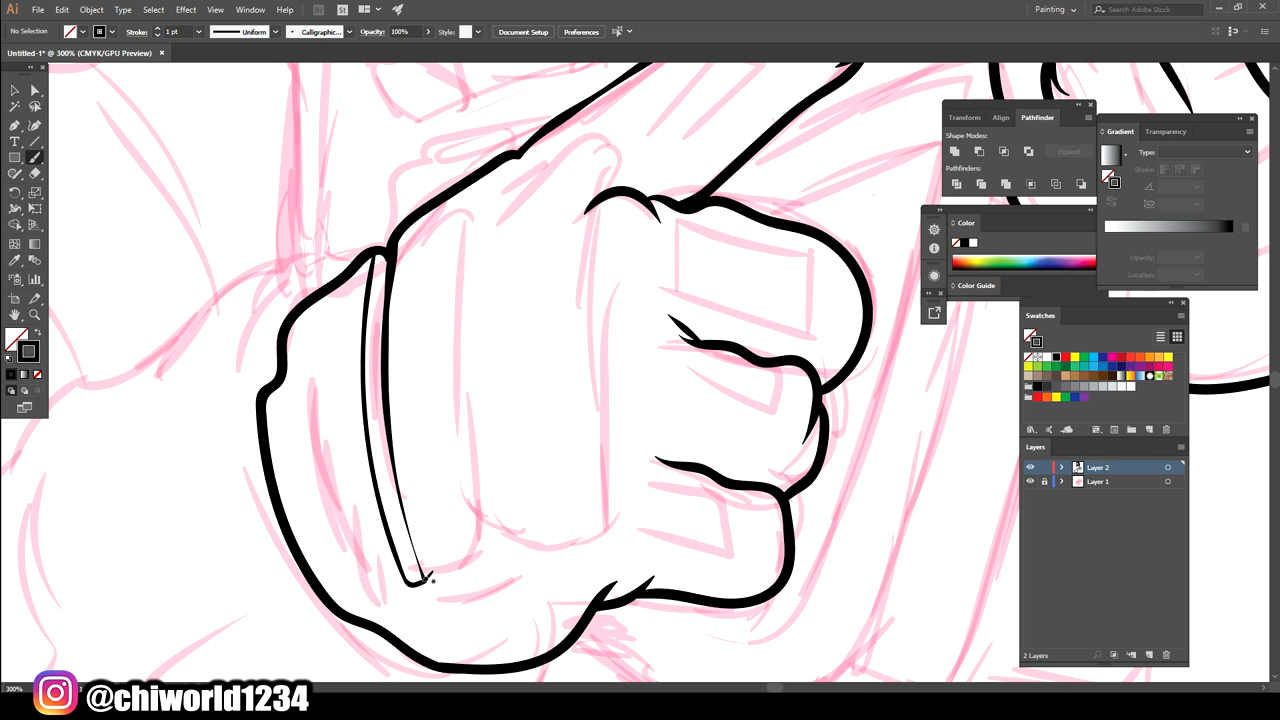 Ai File Edit Object Type Select Effect View Window Help Br St Painting Search Adobe Stock
No Selection Stroke: 1 pt Uniform Calligraphic... Opacity: 100% Style: Document Setup Preferences
Untitled-1* @ 300% (CMYK/GPU Preview)
Transform Align Pathfinder
Shape Modes:
Expand
Pathfinders:
Gradient Transparency
Type:
Stroke:
Opacity:
Location:
Color
Color Guide
Swatches
Layers
Layer 2
Layer 1
2 Layers
300%
@chiworld1234